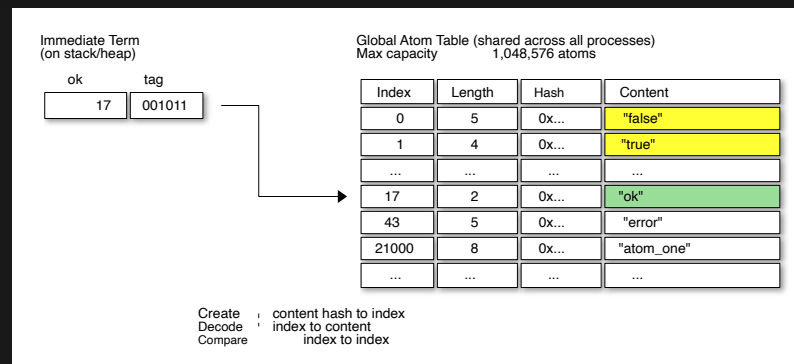 Immediate Term
(on stack/heap)
ok tag
17 001011
Global Atom Table (shared across all processes)
Max capacity 1,048,576 atoms
Index Length Hash Content
0 5 0x... "false"
1 4 0x... "true"
... ... ... ...
17 2 0x... "ok"
43 5 0x... "error"
21000 8 0x... "atom_one"
... ... ... ...
Create content hash to index
Decode index to content
Compare index to index